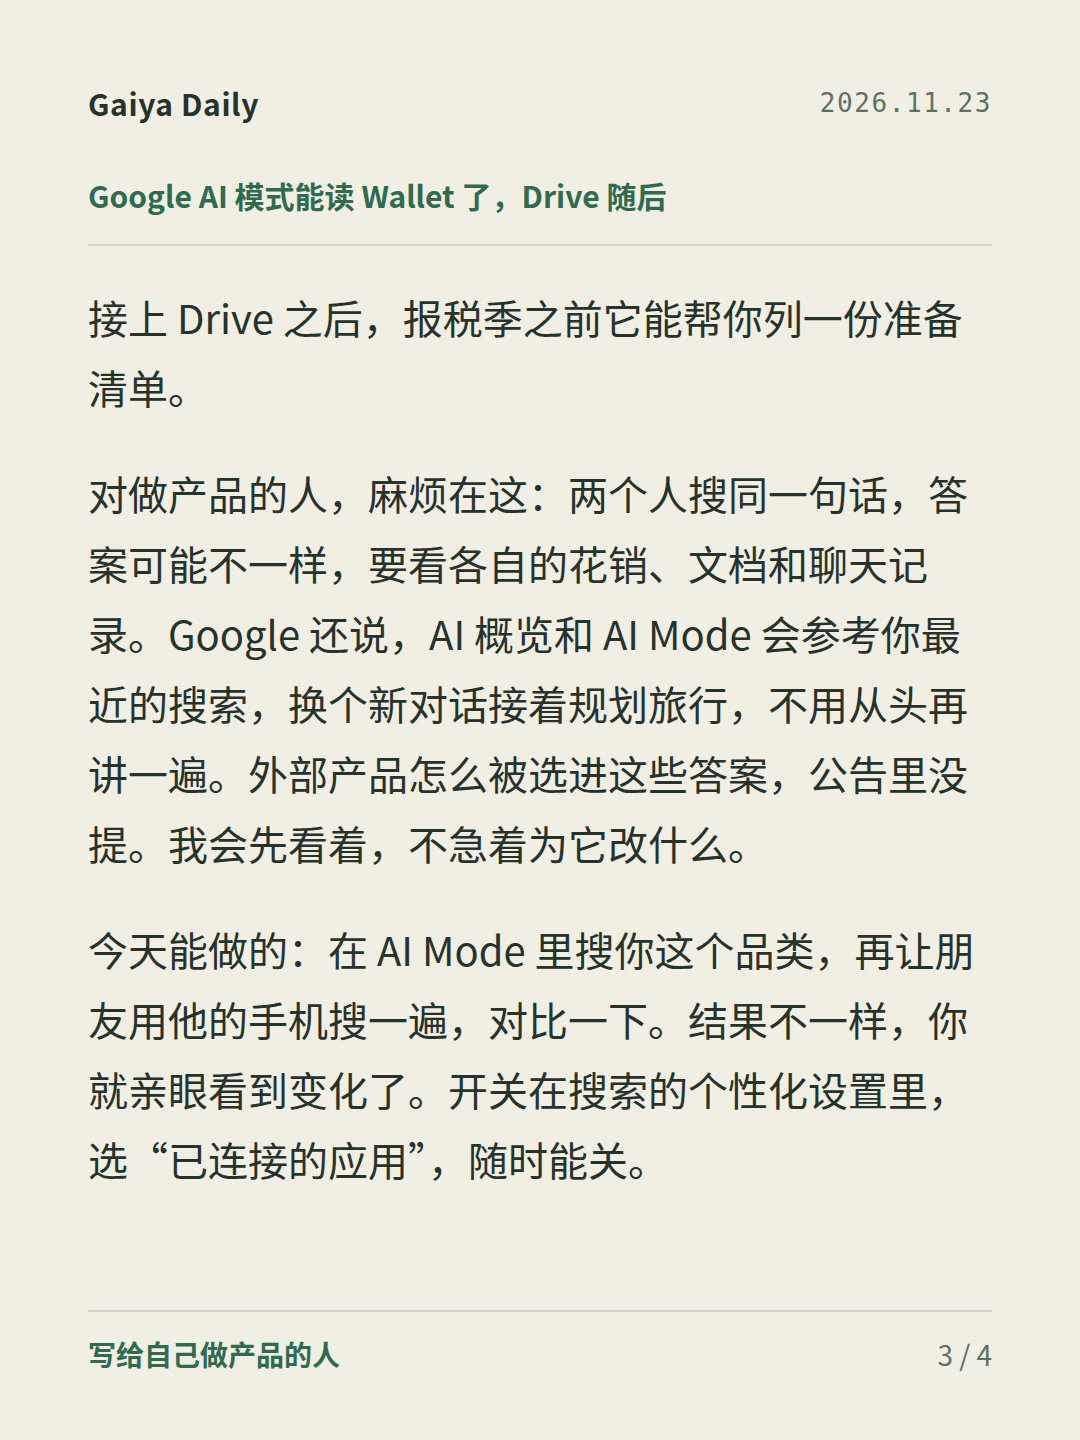 Gaiya Daily
2026.11.23
Google AI 模式能读 Wallet 了，Drive 随后
接上 Drive 之后，报税季之前它能帮你列一份准备
清单。
对做产品的人，麻烦在这：两个人搜同一句话，答
案可能不一样，要看各自的花销、文档和聊天记
录。Google 还说，AI 概览和 AI Mode 会参考你最
近的搜索，换个新对话接着规划旅行，不用从头再
讲一遍。外部产品怎么被选进这些答案，公告里没
提。我会先看着，不急着为它改什么。
今天能做的：在 AI Mode 里搜你这个品类，再让朋
友用他的手机搜一遍，对比一下。结果不一样，你
就亲眼看到变化了。开关在搜索的个性化设置里，
选“已连接的应用”，随时能关。
写给自己做产品的人
3 / 4